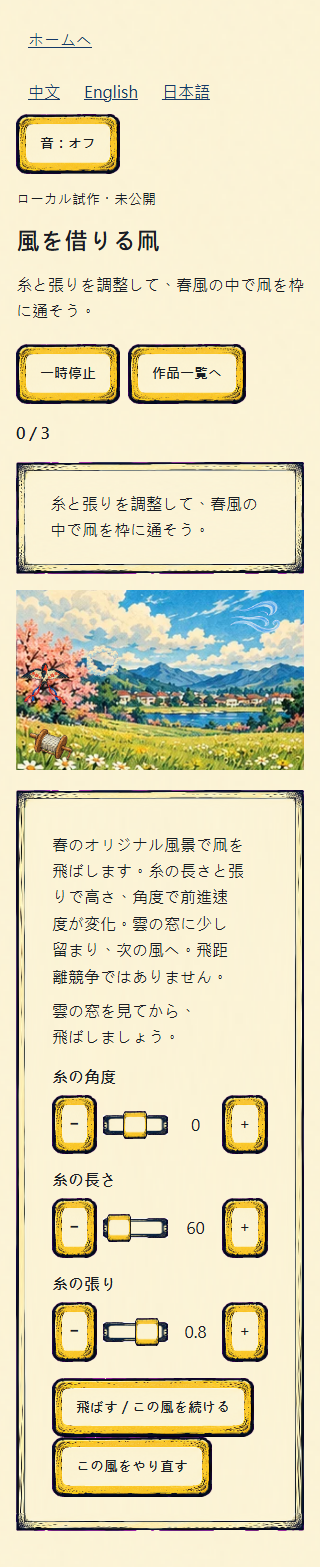 ホームへ
中文 English 日本語
音：オフ
ローカル試作・未公開
風を借りる凧
糸と張りを調整して、春風の中で凧を枠
に通そう。
一時停止 作品一覧へ
0 / 3
糸と張りを調整して、春風の
中で凧を枠に通そう。
春のオリジナル風景で凧を
飛ばします。糸の長さと張
りで高さ、角度で前進速
度が変化。雲の窓に少し
留まり、次の風へ。飛距
離競争ではありません。
雲の窓を見てから、
飛ばしましょう。
糸の角度
− 0 +
糸の長さ
− 60 +
糸の張り
− 0.8 +
飛ばす / この風を続ける
この風をやり直す